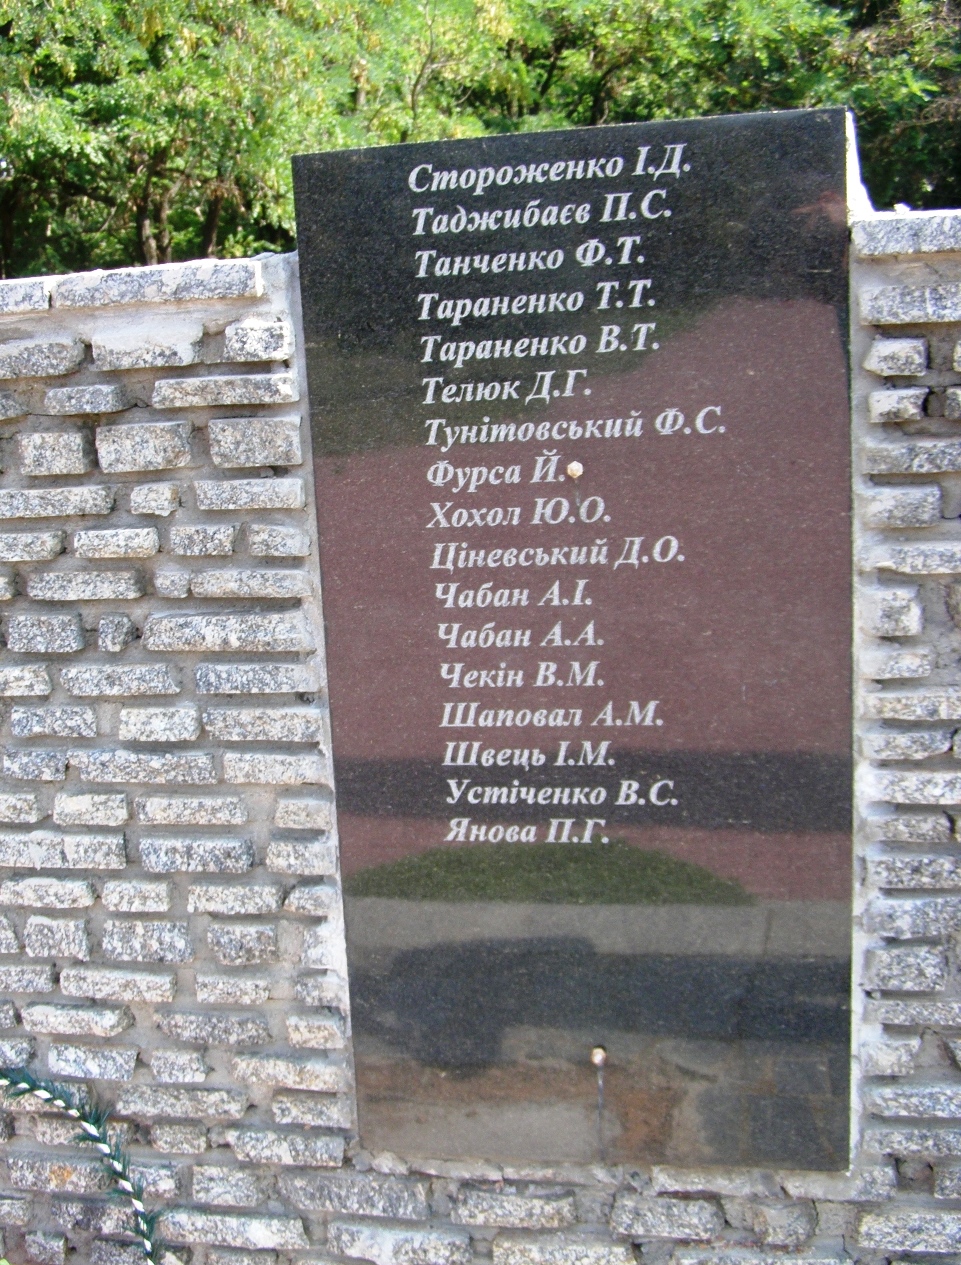 Стороженко І.Д.
Таджибаєв П.С.
Танченко Ф.Т.
Тараненко Т.Т.
Тараненко В.Т.
Телюк Д.Г.
Тунітовський Ф.С.
Фурса Й.
Хохол Ю.О.
Ціневський Д.О.
Чабан А.І.
Чабан А.А.
Чекін В.М.
Шаповал А.М.
Швець І.М.
Устіченко В.С.
Янова П.Г.